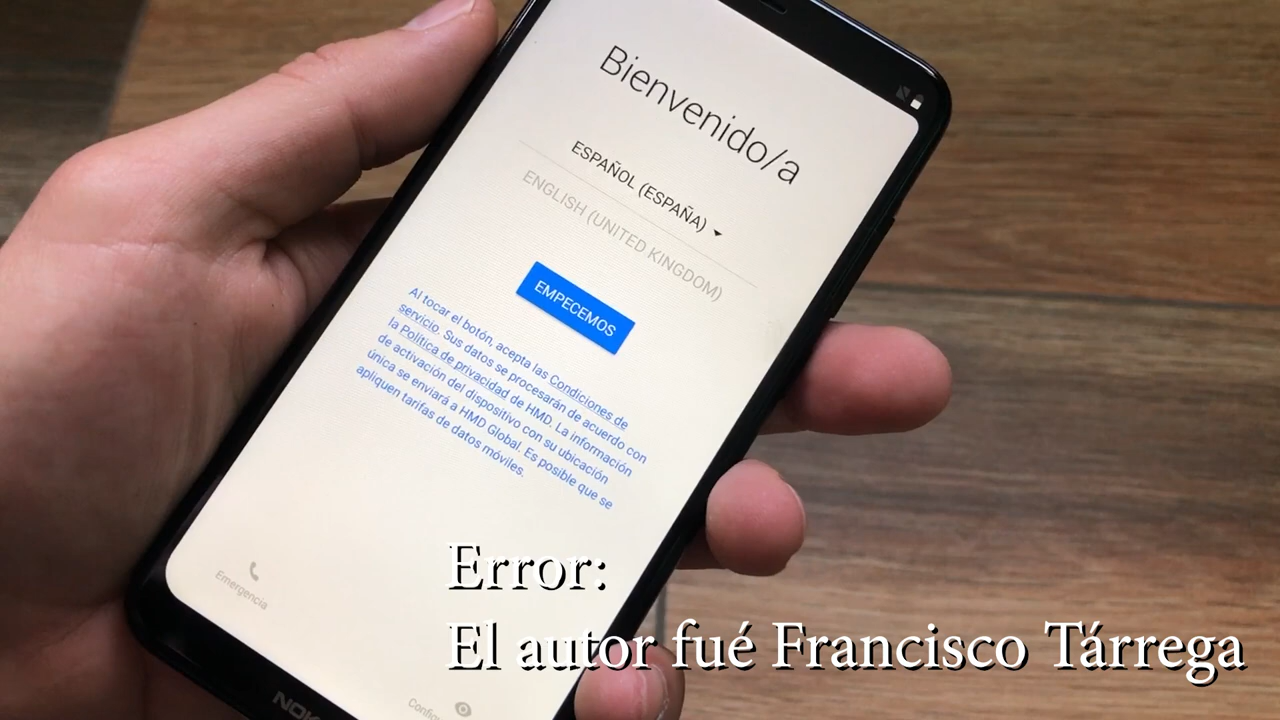 Bienvenido/a
ESPAÑOL (ESPAÑA)
ENGLISH (UNITED KINGDOM)
EMPECEMOS
Al tocar el botón, acepta las Condiciones de
servicio. Sus datos se procesarán de acuerdo con
la Política de privacidad de HMD. La información
de activación del dispositivo con su ubicación
única se enviará a HMD Global. Es posible que se
apliquen tarifas de datos móviles.
Emergencia
Error:
El autor fué Francisco Tárrega